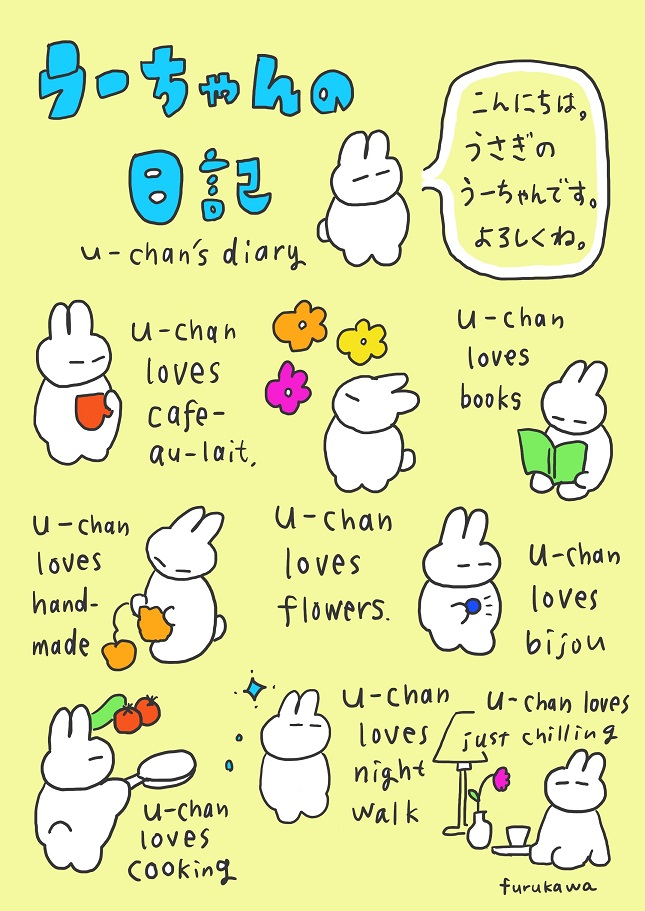 うーちゃんの
日記
u-chan's diary
こんにちは。
うさぎの
うーちゃんです。
よろしくね。
u-chan
loves
cafe-
au-lait.
u-chan
loves
books
u-chan
loves
hand-
made
u-chan
loves
flowers.
u-chan
loves
bijou
u-chan
loves
cooking
u-chan
loves
night
walk
u-chan loves
just chilling
furukawa